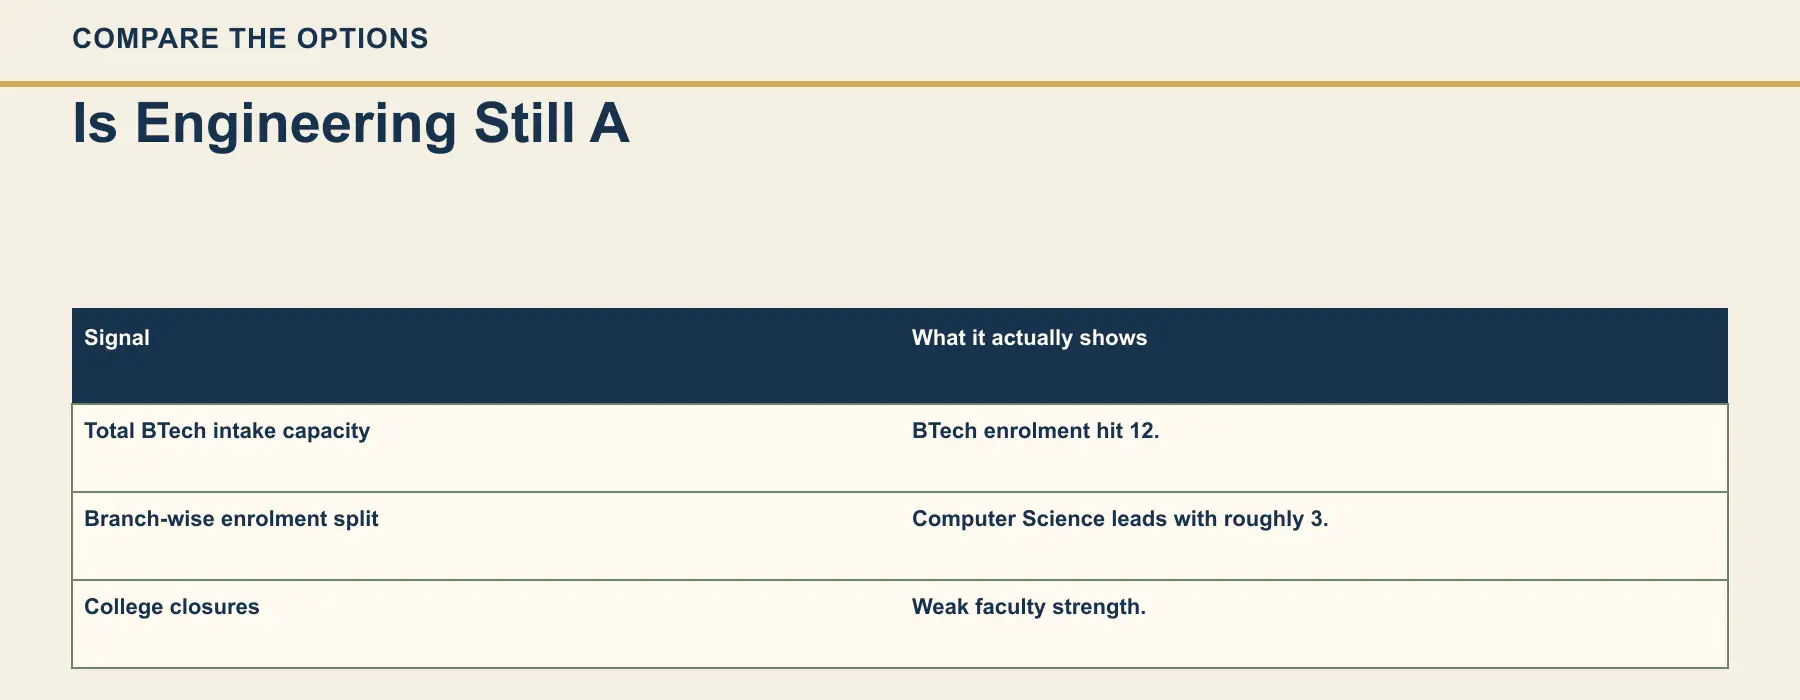 COMPARE THE OPTIONS
Is Engineering Still A
Signal What it actually shows
Total BTech intake capacity BTech enrolment hit 12.
Branch-wise enrolment split Computer Science leads with roughly 3.
College closures Weak faculty strength.